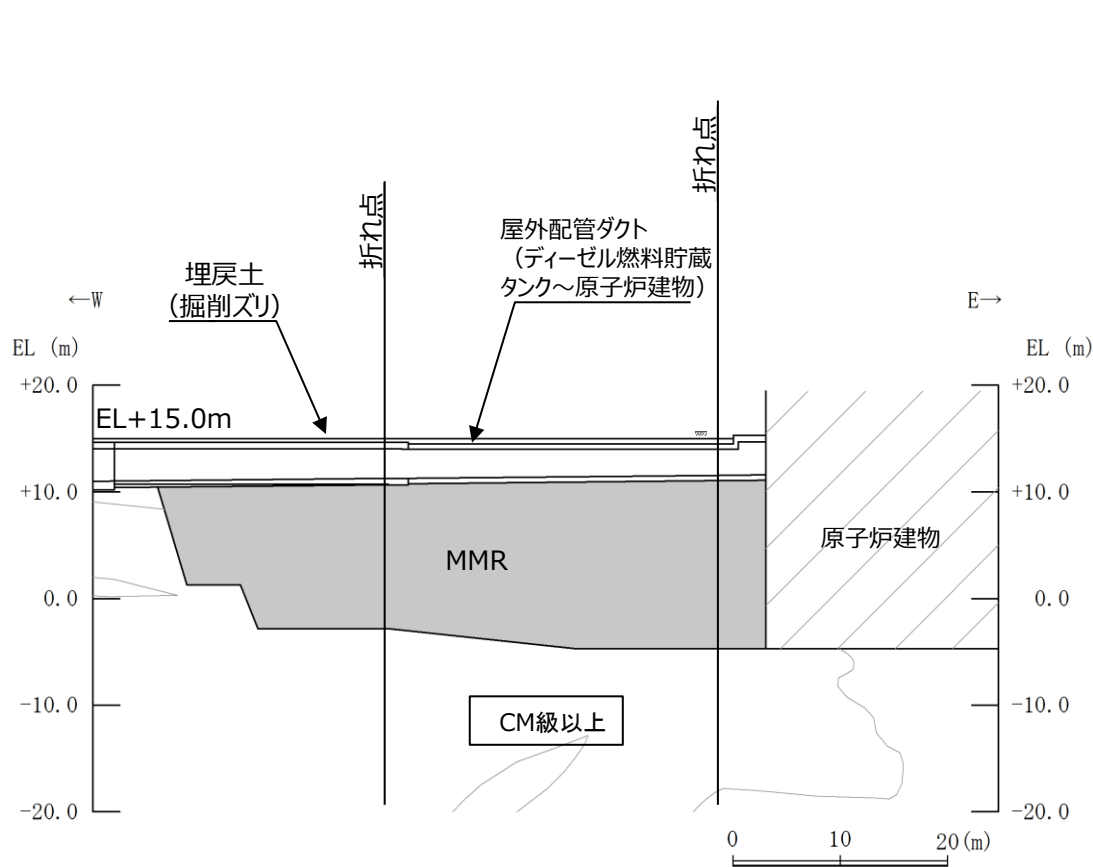 折れ点
折れ点
屋外配管ダクト
（ディーゼル燃料貯蔵
タンク～原子炉建物）
埋戻土
(掘削ズリ)
←W
E→
EL (m)
EL (m)
+20.0
+20.0
EL+15.0m
+10.0
+10.0
原子炉建物
MMR
0.0
0.0
-10.0
-10.0
CM級以上
-20.0
-20.0
0 10 20(m)